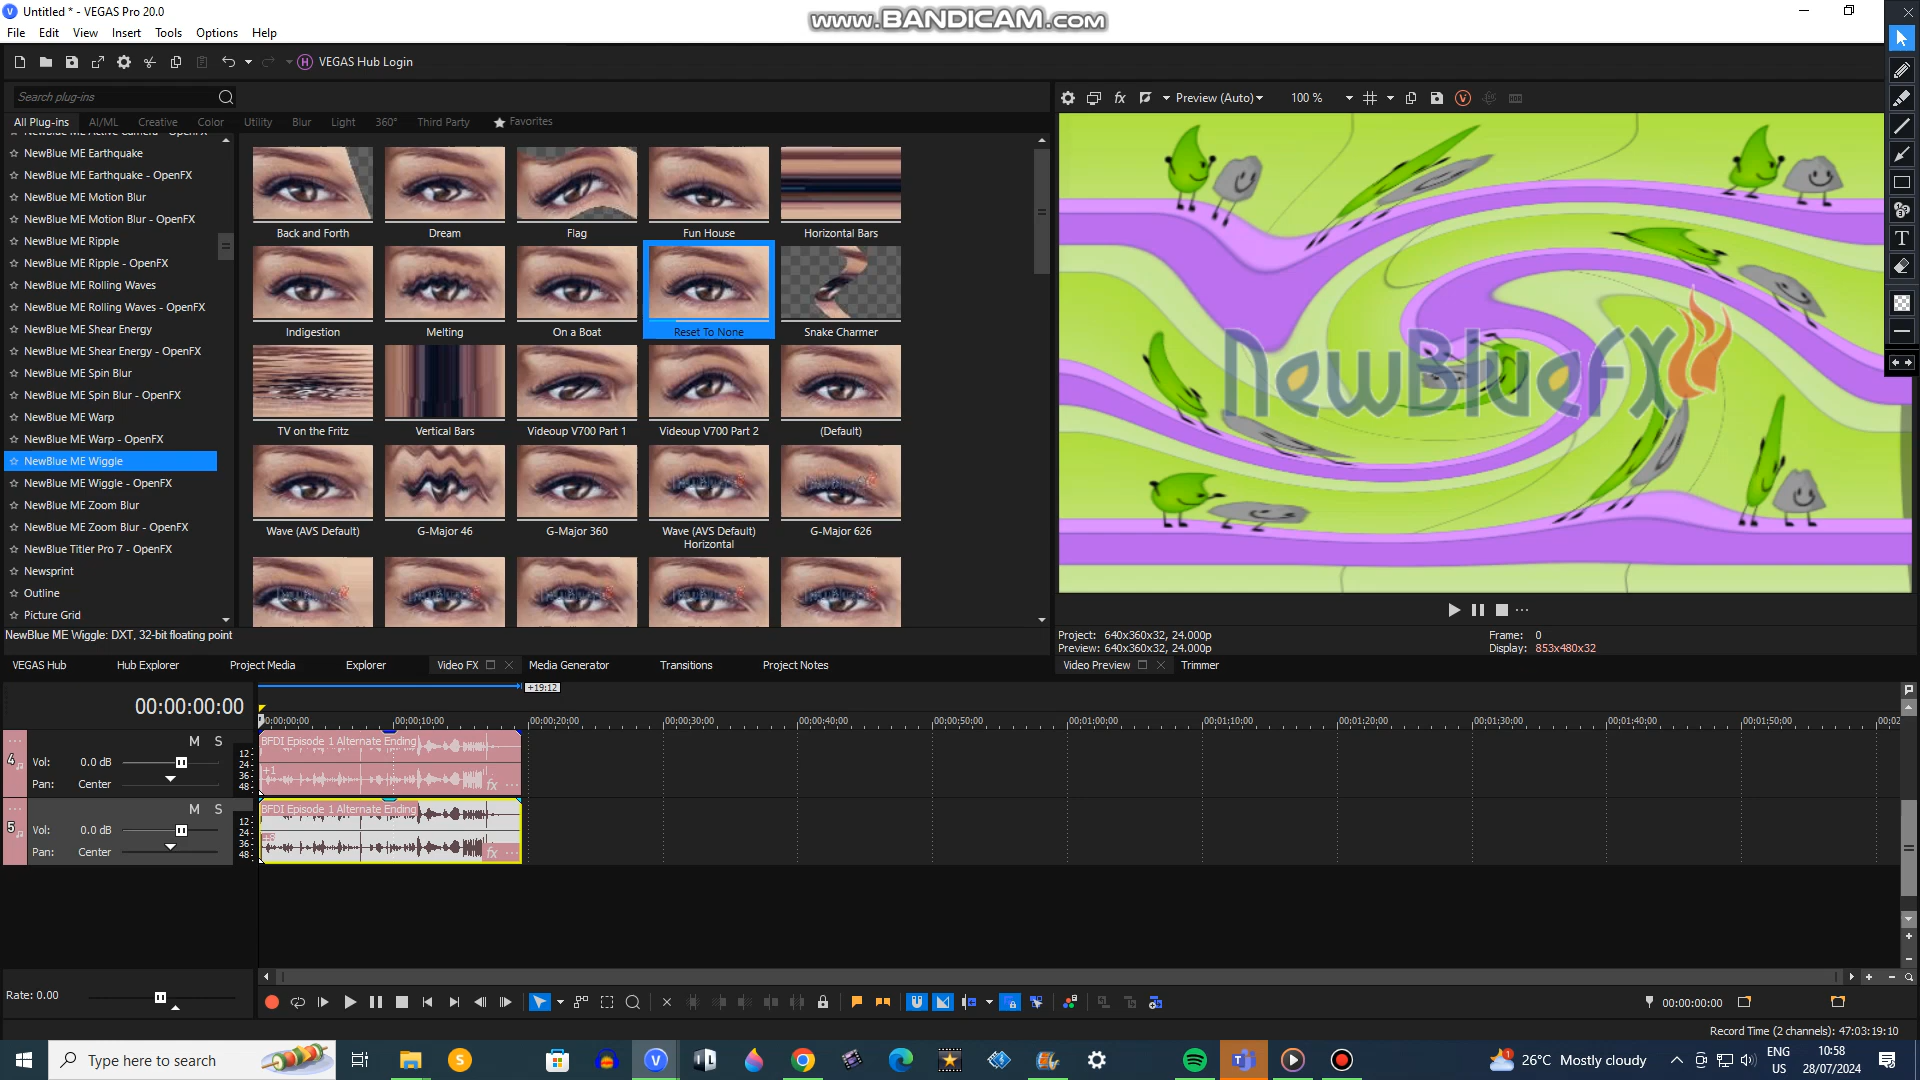 Untitled * - VEGAS Pro 20.0
www.BANDICAM.com
File Edit View Insert Tools Options Help
VEGAS Hub Login
Search plug-ins
All Plug-ins AI/ML Creative Color Utility Blur Light 360° Third Party Favorites
Preview (Auto) 100 %
NewBlue ME Active Camera - OpenFX
NewBlue ME Earthquake
NewBlue ME Earthquake - OpenFX
NewBlue ME Motion Blur
NewBlue ME Motion Blur - OpenFX
NewBlue ME Ripple
NewBlue ME Ripple - OpenFX
NewBlue ME Rolling Waves
NewBlue ME Rolling Waves - OpenFX
NewBlue ME Shear Energy
NewBlue ME Shear Energy - OpenFX
NewBlue ME Spin Blur
NewBlue ME Spin Blur - OpenFX
NewBlue ME Warp
NewBlue ME Warp - OpenFX
NewBlue ME Wiggle
NewBlue ME Wiggle - OpenFX
NewBlue ME Zoom Blur
NewBlue ME Zoom Blur - OpenFX
NewBlue Titler Pro 7 - OpenFX
Newsprint
Outline
Picture Grid
Back and Forth Dream Flag Fun House Horizontal Bars
Indigestion Melting On a Boat Reset To None Snake Charmer
TV on the Fritz Vertical Bars Videoup V700 Part 1 Videoup V700 Part 2 (Default)
Wave (AVS Default) G-Major 46 G-Major 360 Wave (AVS Default) Horizontal G-Major 626
NewBlueFX
NewBlue ME Wiggle: DXT, 32-bit floating point
Project: 640x360x32, 24.000p
Preview: 640x360x32, 24.000p
Frame: 0
Display: 853x480x32
VEGAS Hub Hub Explorer Project Media Explorer Video FX Media Generator Transitions Project Notes
Video Preview Trimmer
00:00:00:00
+19:12
00:00:00:00 00:00:10:00 00:00:20:00 00:00:30:00 00:00:40:00 00:00:50:00 00:01:00:00 00:01:10:00 00:01:20:00 00:01:30:00 00:01:40:00 00:01:50:00 00:02
4
M S
Vol: 0.0 dB
Pan: Center
12
24
36
48
BFDI Episode 1 Alternate Ending
+1
fx
5
M S
Vol: 0.0 dB
Pan: Center
12
24
36
48
BFDI Episode 1 Alternate Ending
fx
Rate: 0.00
00:00:00:00
Record Time (2 channels): 47:03:19:10
Type here to search
26°C Mostly cloudy
ENG
US
10:58
28/07/2024